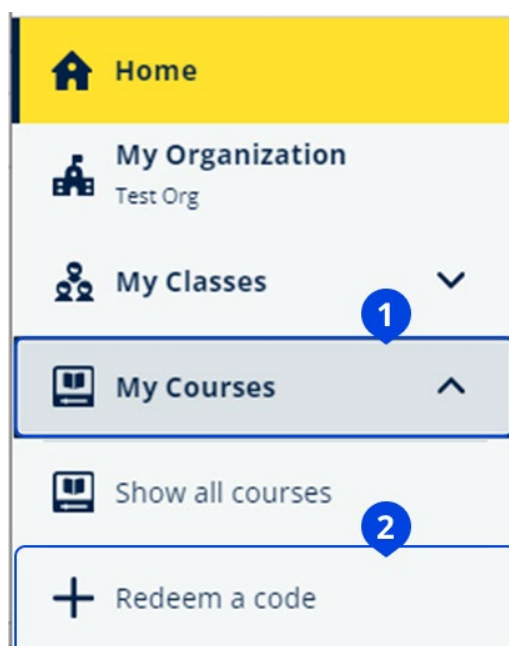 Home
My Organization
Test Org
My Classes
1
My Courses
Show all courses
2
Redeem a code